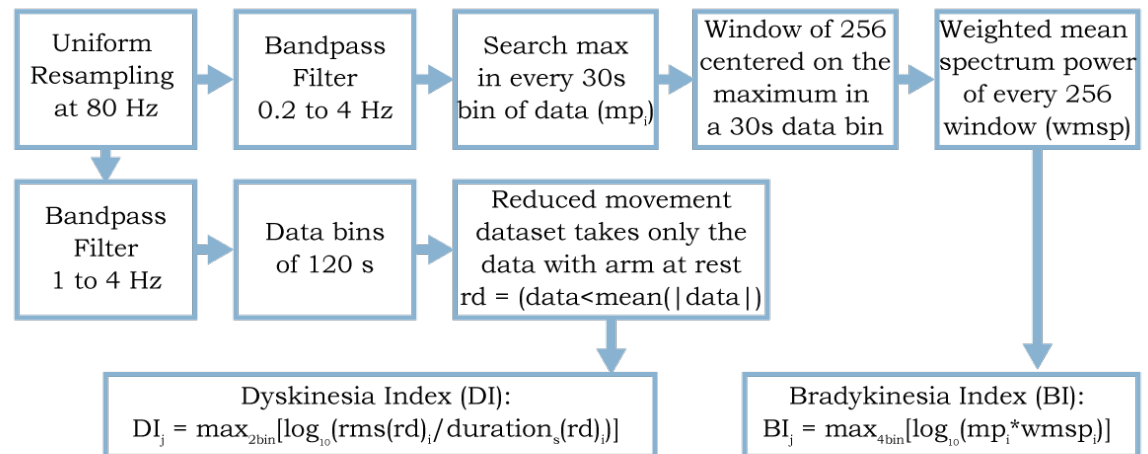 Uniform
Resampling
at 80 Hz
Bandpass
Filter
0.2 to 4 Hz
Search max
in every 30s
bin of data (mpᵢ)
Window of 256
centered on the
maximum in
a 30s data bin
Weighted mean
spectrum power
of every 256
window (wmsp)
Bandpass
Filter
1 to 4 Hz
Data bins
of 120 s
Reduced movement
dataset takes only the
data with arm at rest
rd = (data<mean(|data|)
Dyskinesia Index (DI):
DIⱼ = max₂bin[log₁₀(rms(rd)ᵢ/durationₛ(rd)ᵢ)]
Bradykinesia Index (BI):
BIⱼ = max₄bin[log₁₀(mpᵢ*wmspᵢ)]